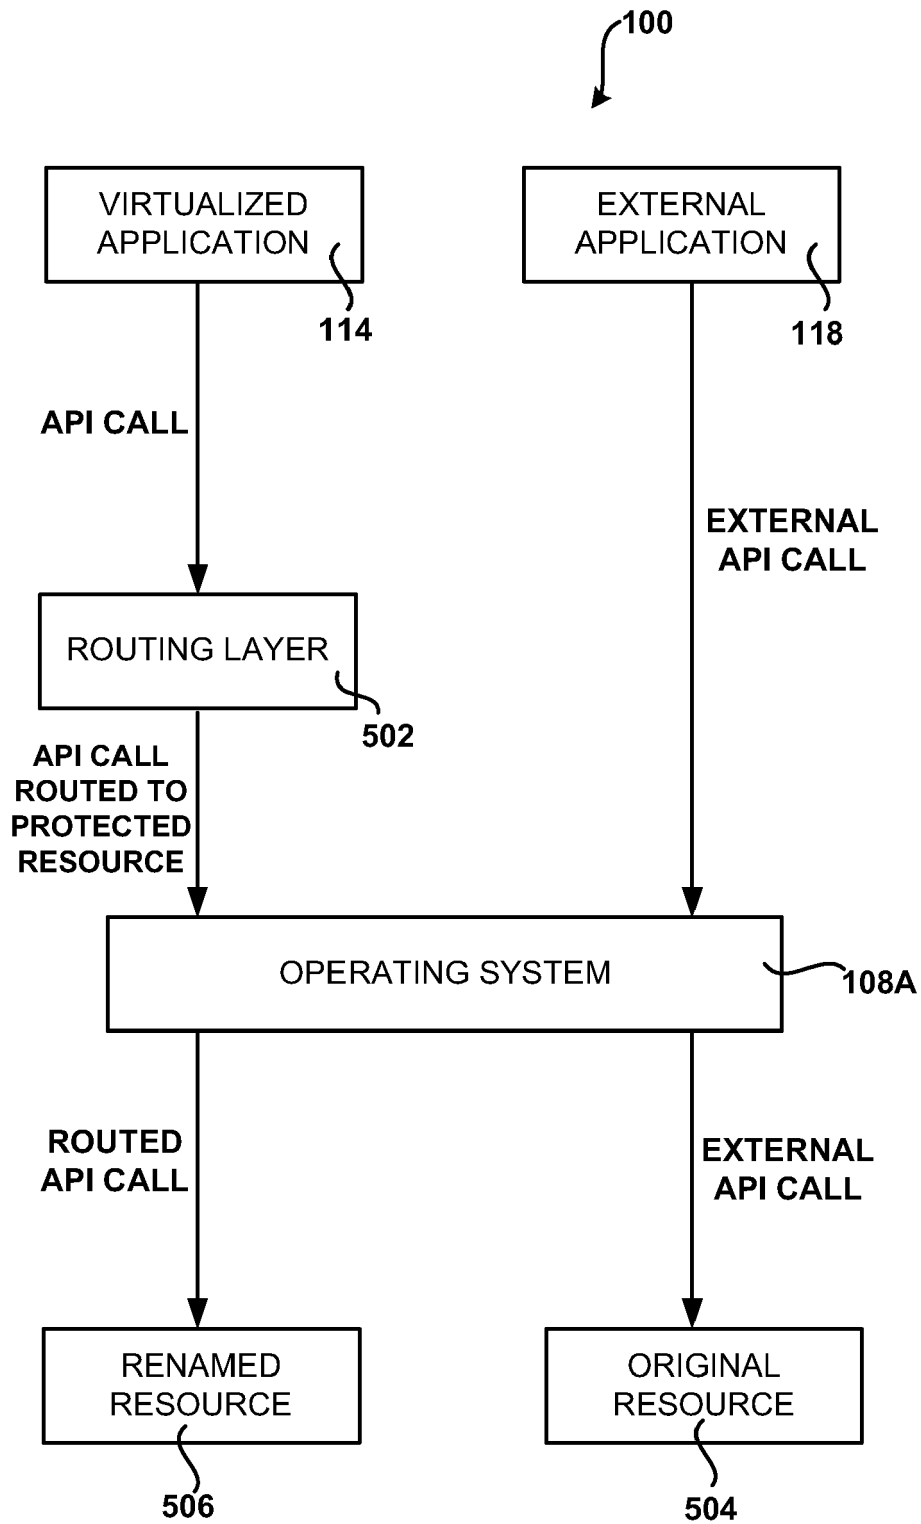 100
VIRTUALIZED
APPLICATION
114
EXTERNAL
APPLICATION
118
API CALL
EXTERNAL
API CALL
ROUTING LAYER
502
API CALL
ROUTED TO
PROTECTED
RESOURCE
OPERATING SYSTEM
108A
ROUTED
API CALL
EXTERNAL
API CALL
RENAMED
RESOURCE
506
ORIGINAL
RESOURCE
504